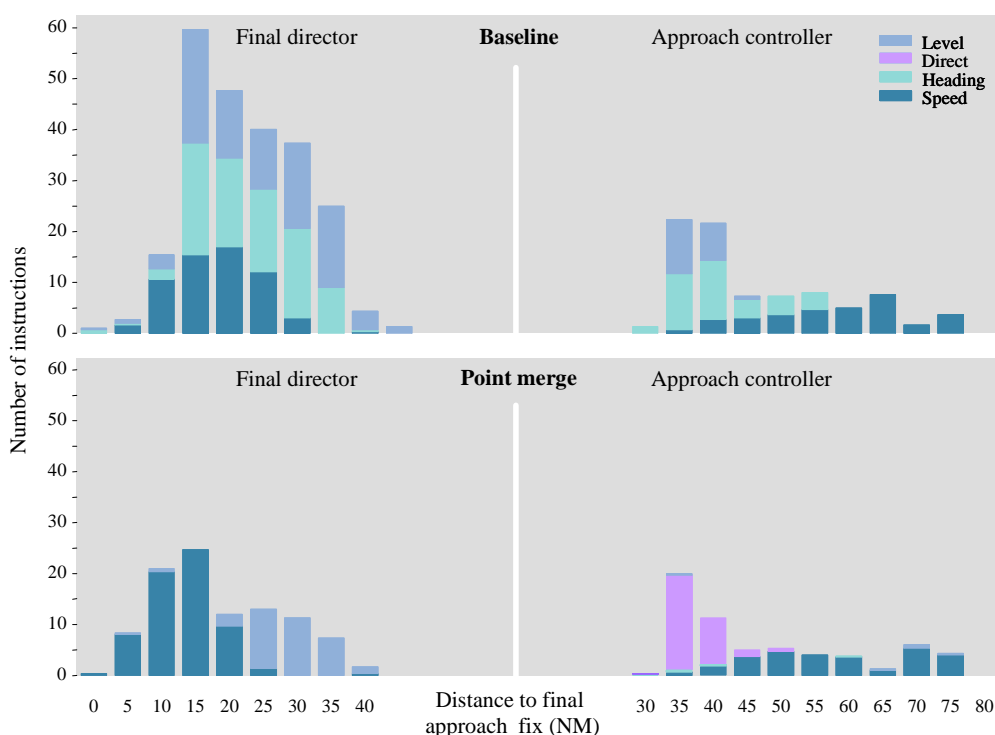 Final director Baseline Approach controller
Level
Direct
Heading
Speed
60
50
40
30
20
10
0
Number of instructions
Final director Point merge Approach controller
60
50
40
30
20
10
0
0 5 10 15 20 25 30 35 40 30 35 40 45 50 55 60 65 70 75 80
Distance to final
approach fix (NM)